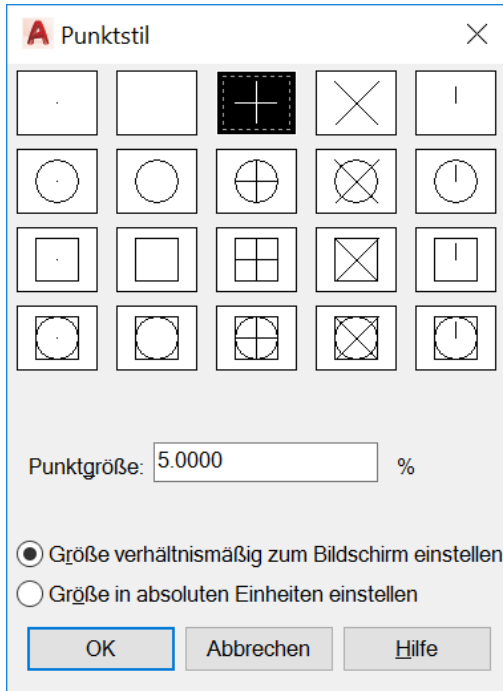 Punktstil
Punktgröße: 5.0000 %
Größe verhältnismäßig zum Bildschirm einstellen
Größe in absoluten Einheiten einstellen
OK Abbrechen Hilfe